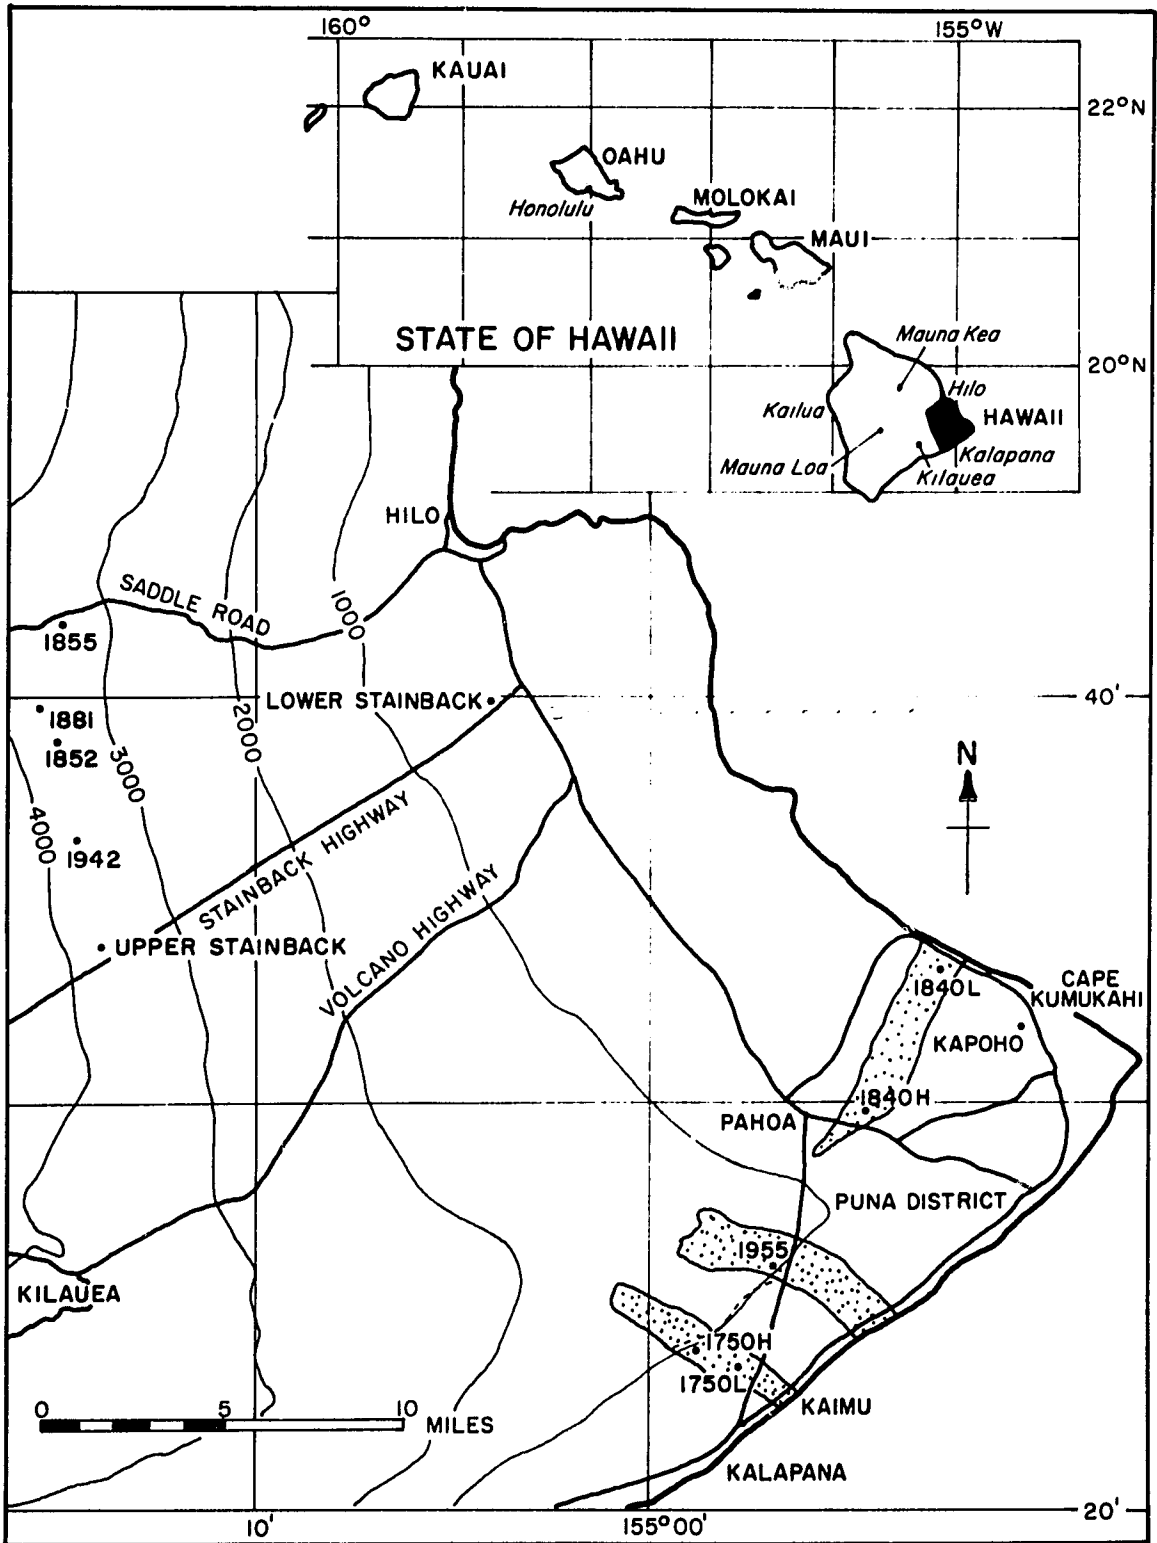 160°
155°W
KAUAI
22°N
OAHU
Honolulu
MOLOKAI
MAUI
STATE OF HAWAII
Mauna Kea
20°N
Hilo
Kailua
HAWAII
Mauna Loa
Kalapana
Kilauea
HILO
SADDLE ROAD
1000
1855
LOWER STAINBACK
40'
1881
2000
1852
3000
N
4000
1942
STAINBACK HIGHWAY
VOLCANO HIGHWAY
UPPER STAINBACK
1840L
CAPE
KUMUKAHI
KAPOHO
1840H
PAHOA
PUNA DISTRICT
1955
KILAUEA
1750H
1750L
KAIMU
0 5 10 MILES
KALAPANA
20'
10'
155°00'